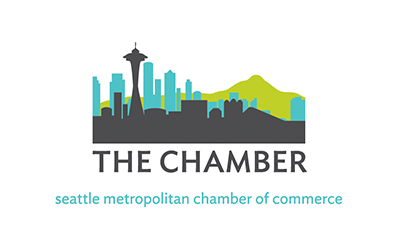 THE CHAMBER
seattle metropolitan chamber of commerce